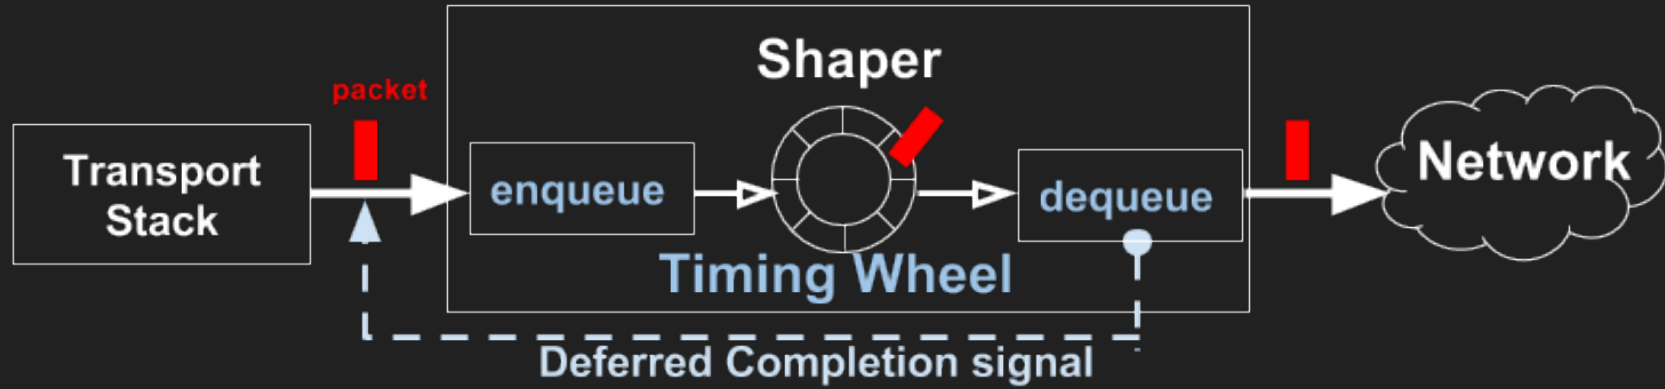 Shaper
packet
Transport
Stack
enqueue
dequeue
Network
Timing Wheel
Deferred Completion signal